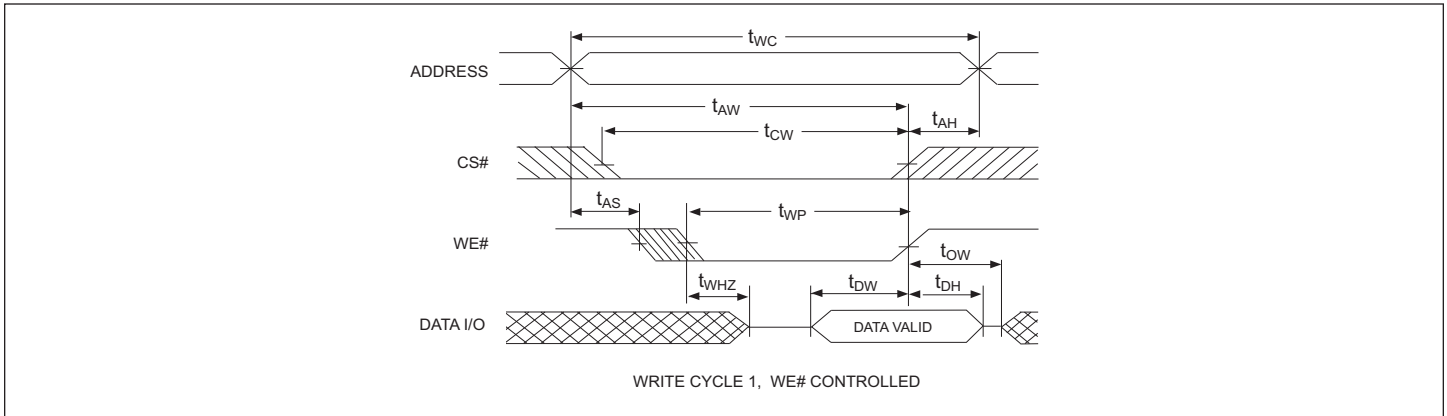 tWC
ADDRESS
tAW
tCW
tAH
CS#
tAS
tWP
WE#
tOW
tWHZ
tDW
tDH
DATA I/O
DATA VALID
WRITE CYCLE 1, WE# CONTROLLED